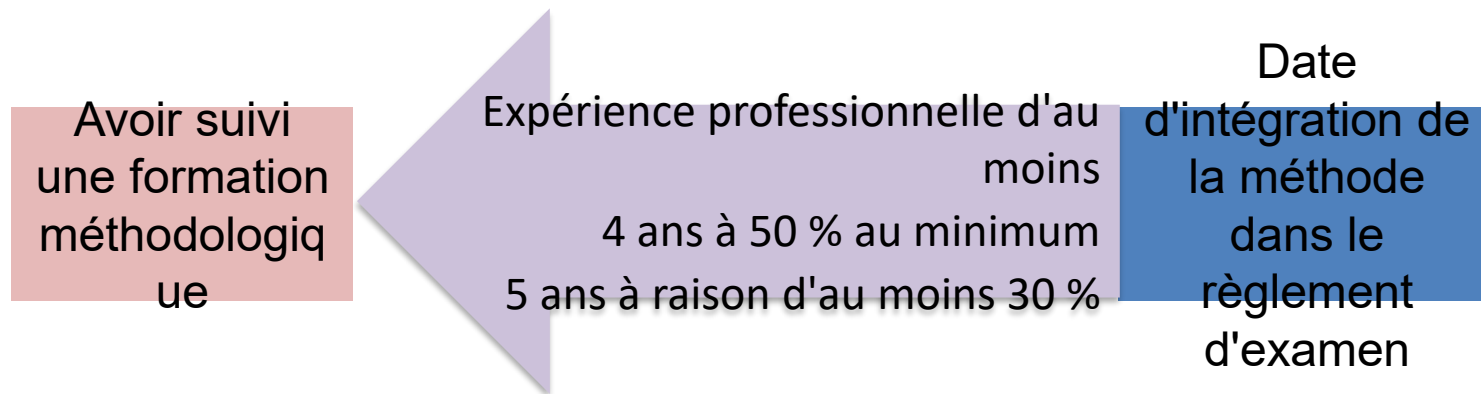 Avoir suivi
une formation
méthodologiq
ue
Expérience professionnelle d'au
moins
4 ans à 50 % au minimum
5 ans à raison d'au moins 30 %
Date
d'intégration de
la méthode
dans le
règlement
d'examen